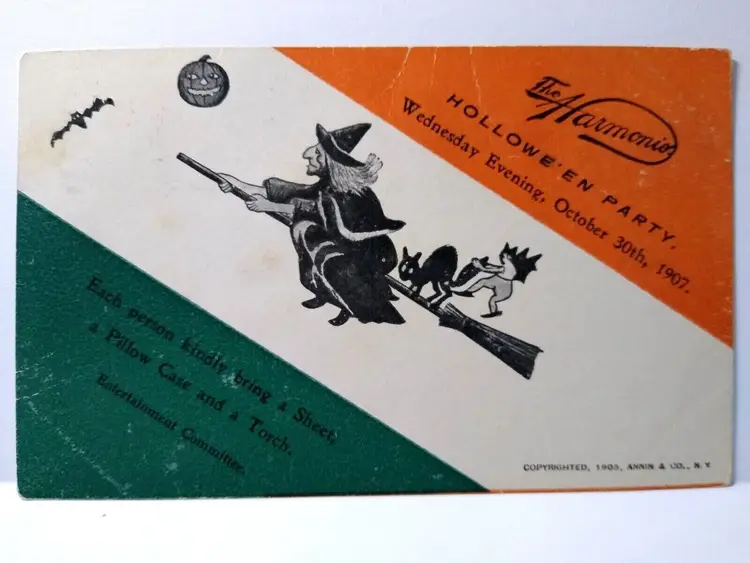 The Harmonio
HOLLOWE'EN PARTY.
Wednesday Evening, October 30th, 1907.
Each person kindly bring a Sheet,
a Pillow Case and a Torch.
Entertainment Committee.
COPYRIGHTED, 1905, ANNIN & CO., N. Y